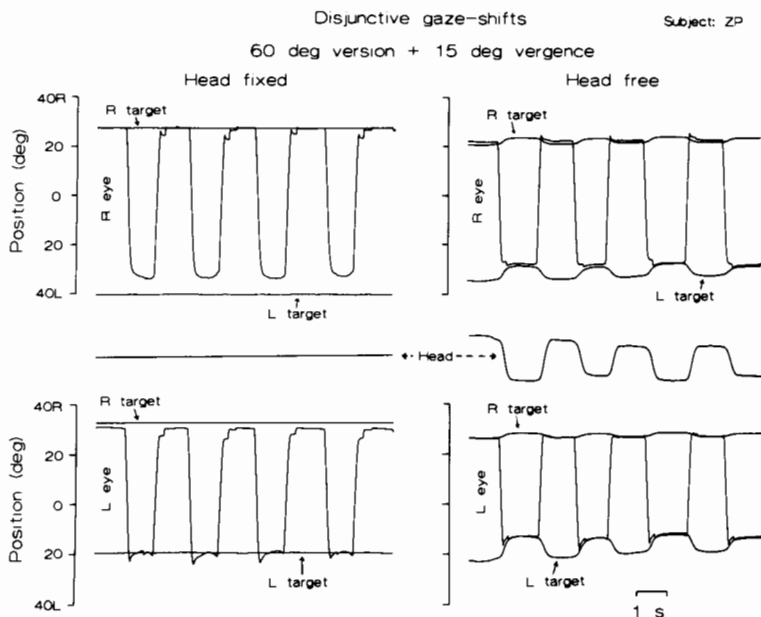 Disjunctive gaze-shifts
Subject: ZP
60 deg version + 15 deg vergence
Head fixed
Head free
40R
20
0
20
40L
Position (deg)
R eye
R target
L target
R target
R eye
L target
Head
40R
20
0
20
40L
Position (deg)
L eye
R target
L target
R target
L eye
L target
1 s